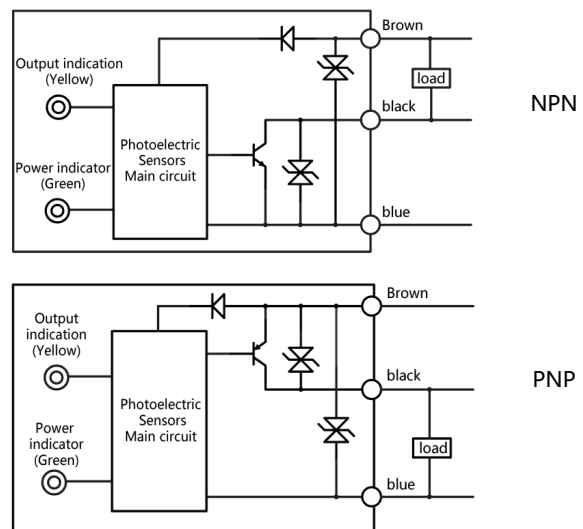 Brown
Output indication
(Yellow)
load
NPN
black
Photoelectric
Sensors
Main circuit
Power indicator
(Green)
blue
Brown
Output
indication
(Yellow)
black
PNP
Photoelectric
Sensors
Main circuit
Power
indicator
(Green)
load
blue